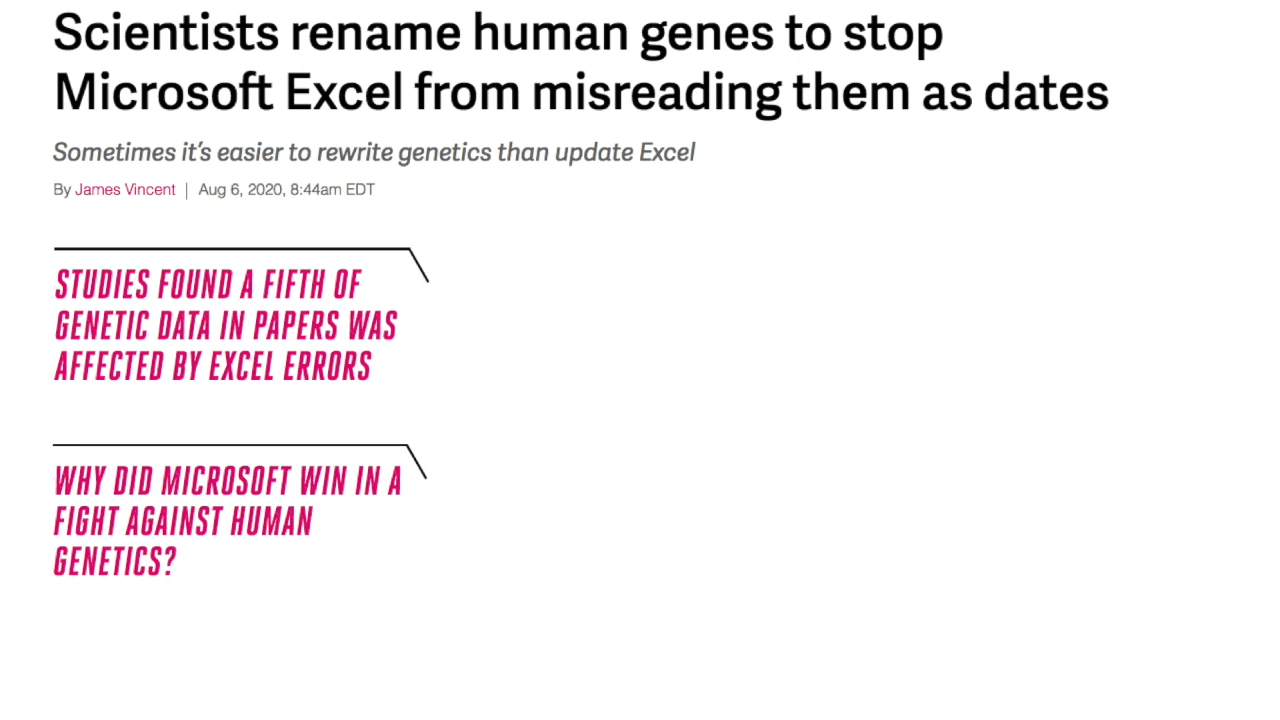 Scientists rename human genes to stop
Microsoft Excel from misreading them as dates
Sometimes it's easier to rewrite genetics than update Excel
By James Vincent | Aug 6, 2020, 8:44am EDT
STUDIES FOUND A FIFTH OF
GENETIC DATA IN PAPERS WAS
AFFECTED BY EXCEL ERRORS
WHY DID MICROSOFT WIN IN A
FIGHT AGAINST HUMAN
GENETICS?